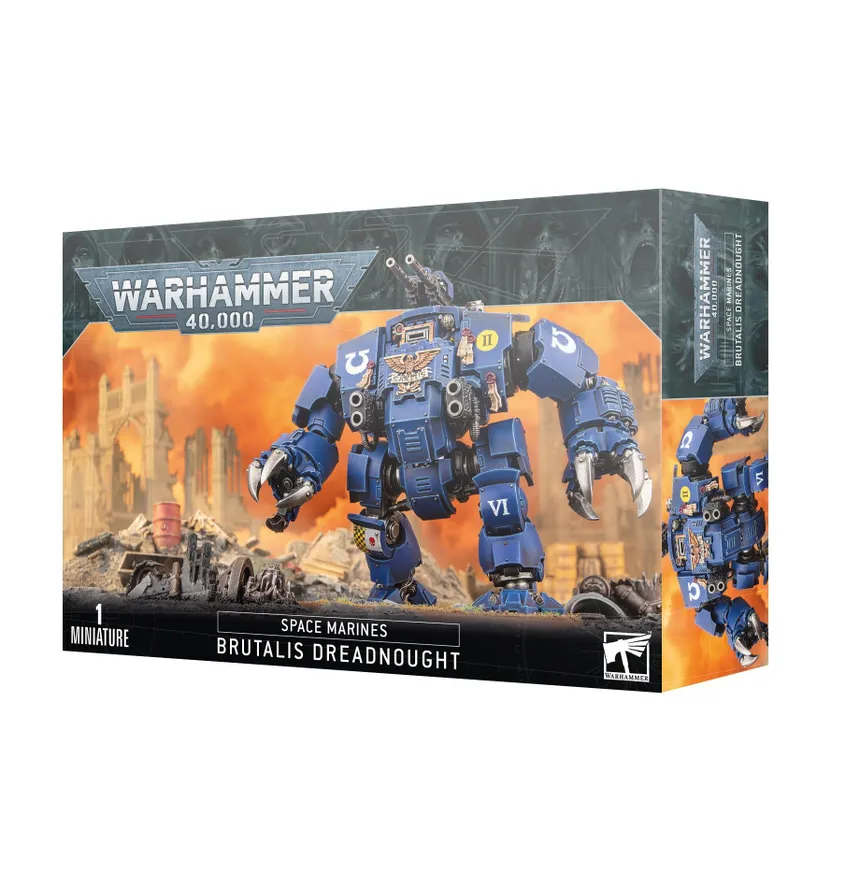 WARHAMMER
40,000
II
VI
1
MINIATURE
SPACE MARINES
BRUTALIS DREADNOUGHT
WARHAMMER
WARHAMMER
40,000
SPACE MARINES
BRUTALIS DREADNOUGHT
II
VI